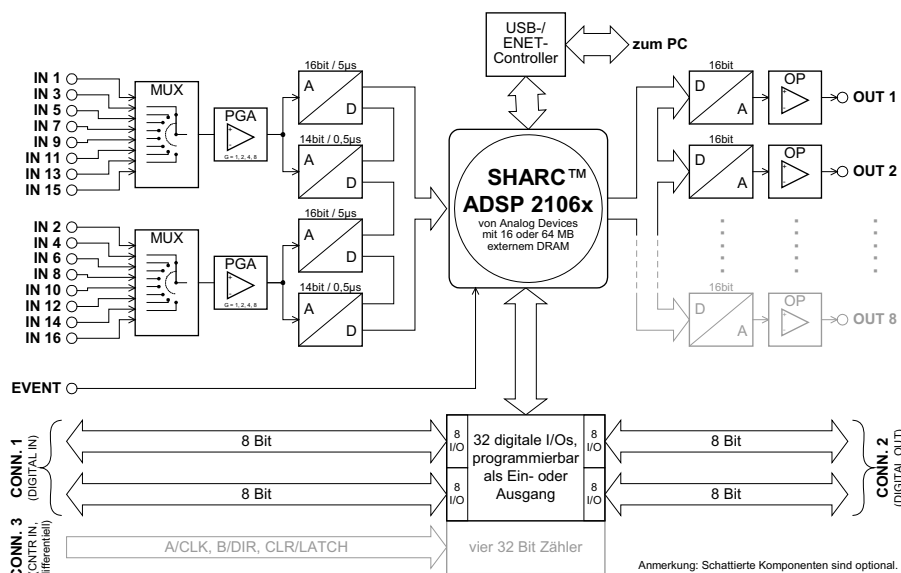 USB-/
ENET-
Controller
zum PC
IN 1
IN 3
IN 5
IN 7
IN 9
IN 11
IN 13
IN 15
MUX
PGA
G = 1, 2, 4, 8
16bit / 5µs
A
D
14bit / 0,5µs
A
D
IN 2
IN 4
IN 6
IN 8
IN 10
IN 12
IN 14
IN 16
MUX
PGA
G = 1, 2, 4, 8
16bit / 5µs
A
D
14bit / 0,5µs
A
D
SHARC™
ADSP 2106x
von Analog Devices
mit 16 oder 64 MB
externem DRAM
16bit
D
A
OP
OUT 1
16bit
D
A
OP
OUT 2
16bit
D
A
OP
OUT 8
EVENT
CONN. 1
(DIGITAL IN)
8 Bit
8 Bit
8
I/O
8
I/O
32 digitale I/Os,
programmierbar
als Ein- oder
Ausgang
8
I/O
8
I/O
8 Bit
8 Bit
CONN. 2
(DIGITAL OUT)
CONN. 3
(CNTR IN,
differentiell)
A/CLK, B/DIR, CLR/LATCH
vier 32 Bit Zähler
Anmerkung: Schattierte Komponenten sind optional.